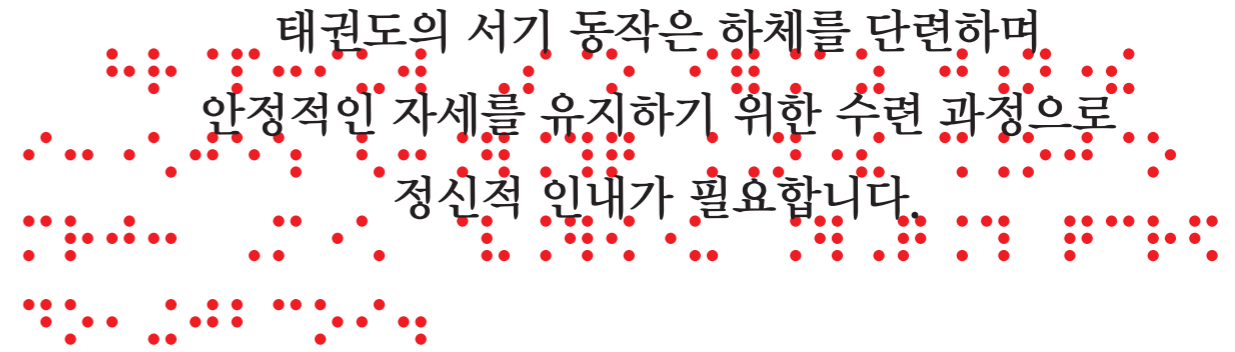 태권도의 서기 동작은 하체를 단련하며
안정적인 자세를 유지하기 위한 수련 과정으로
정신적 인내가 필요합니다.